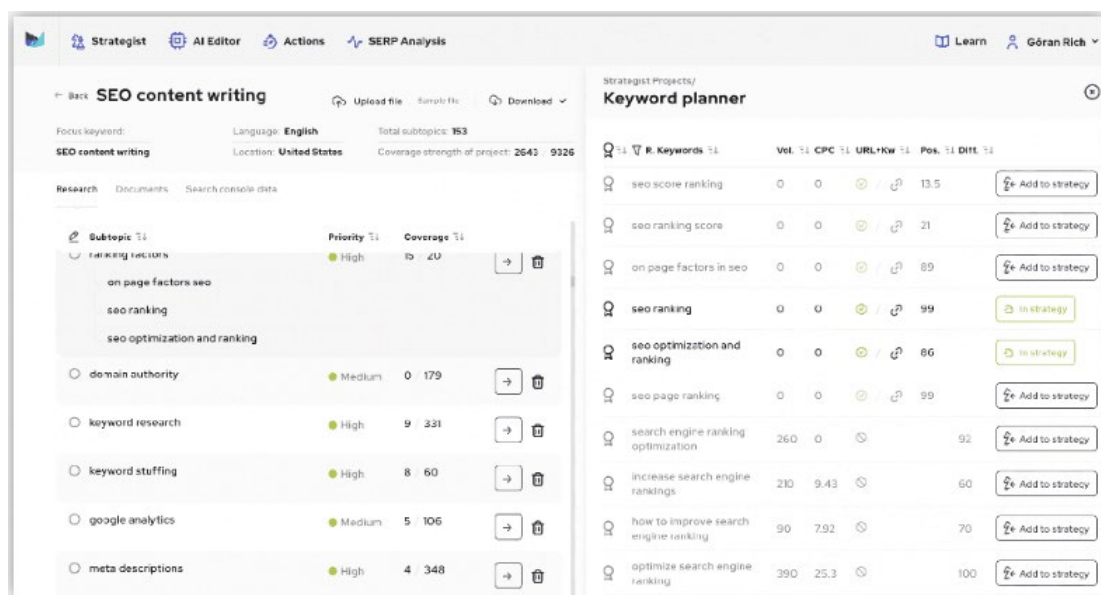 Strategist AI Editor Actions SERP Analysis Learn Göran Rich
← Back SEO content writing Upload file Sample file Download
Focus keyword: Language: English Total subtopics: 153
SEO content writing Location: United States Coverage strength of project: 2643 / 9326
Research Documents Search console data
Subtopic Priority Coverage
ranking factors High 15 / 20
on page factors seo
seo ranking
seo optimization and ranking
domain authority Medium 0 / 179
keyword research High 9 / 331
keyword stuffing High 8 / 60
google analytics Medium 5 / 106
meta descriptions High 4 / 348
Strategist Projects/
Keyword planner
R. Keywords Vol. CPC URL+Kw Pos. Diff.
seo score ranking 0 0 / 13.5 Add to strategy
seo ranking score 0 0 / 21 Add to strategy
on page factors in seo 0 0 / 89 Add to strategy
seo ranking 0 0 / 99 In strategy
seo optimization and
ranking 0 0 / 86 In strategy
seo page ranking 0 0 / 99 Add to strategy
search engine ranking
optimization 260 0 92 Add to strategy
increase search engine
rankings 210 9.43 60 Add to strategy
how to improve search
engine ranking 90 7.92 70 Add to strategy
optimize search engine
ranking 390 25.3 100 Add to strategy